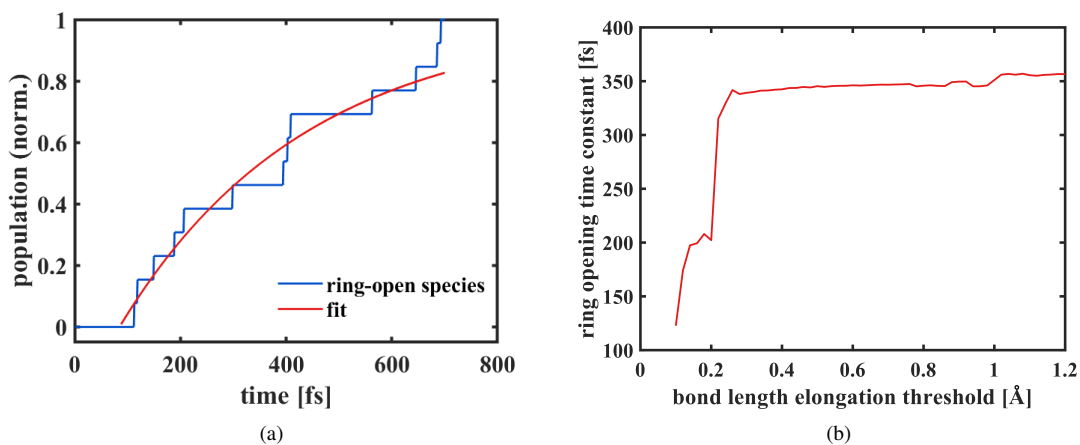 1
0.8
0.6
0.4
0.2
0
population (norm.)
ring-open species
fit
0 200 400 600 800
time [fs]
(a)
400
350
300
250
200
150
100
ring opening time constant [fs]
0 0.2 0.4 0.6 0.8 1 1.2
bond length elongation threshold [Å]
(b)